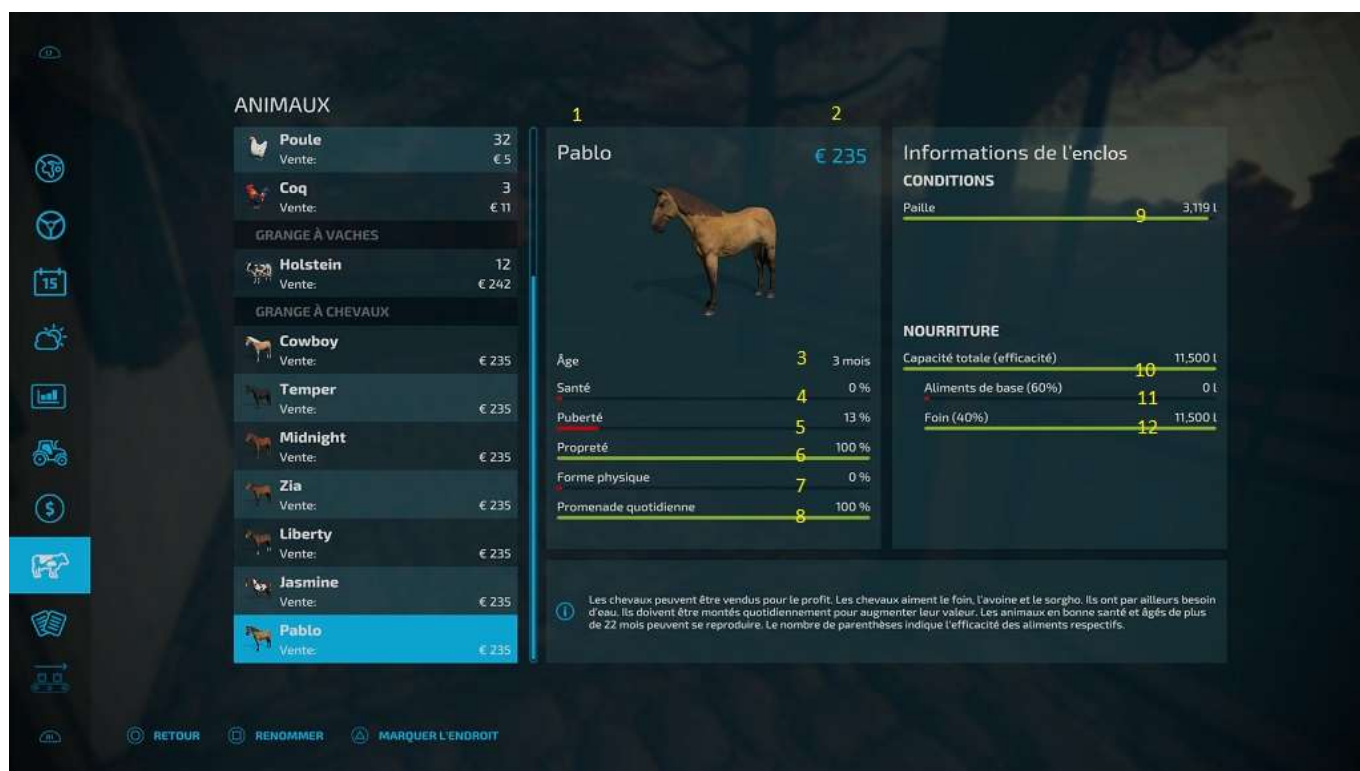 ANIMAUX
Poule 32
Vente: € 5
Coq 3
Vente: € 11
GRANGE À VACHES
Holstein 12
Vente: € 242
GRANGE À CHEVAUX
Cowboy
Vente: € 235
Temper
Vente: € 235
Midnight
Vente: € 235
Zia
Vente: € 235
Liberty
Vente: € 235
Jasmine
Vente: € 235
Pablo
Vente: € 235
1 2
Pablo € 235
Âge 3 3 mois
Santé 4 0 %
Puberté 5 13 %
Propreté 6 100 %
Forme physique 7 0 %
Promenade quotidienne 8 100 %
Informations de l'enclos
CONDITIONS
Paille 9 3,119 l
NOURRITURE
Capacité totale (efficacité) 10 11,500 l
Aliments de base (60%) 11 0 l
Foin (40%) 12 11,500 l
Les chevaux peuvent être vendus pour le profit. Les chevaux aiment le foin, l'avoine et le sorgho. Ils ont par ailleurs besoin
d'eau. Ils doivent être montés quotidiennement pour augmenter leur valeur. Les animaux en bonne santé et âgés de plus
de 22 mois peuvent se reproduire. Le nombre de parenthèses indique l'efficacité des aliments respectifs.
15
RETOUR RENOMMER MARQUER L'ENDROIT